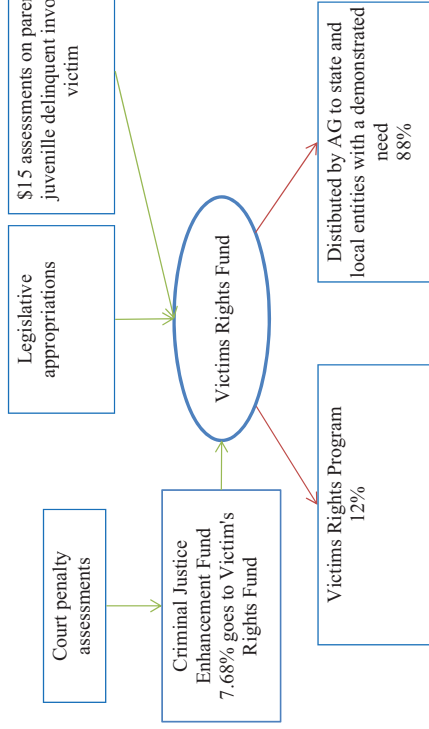 Court penalty
assessments
Legislative
appropriations
$15 assessments on
juvenille delinquent
victim
Criminal Justice
Enhancement Fund
7.68% goes to Victim's
Rights Fund
Victims Rights Fund
Victims Rights Program
12%
Distibuted by AG to state and
local entities with a demonstrated
need
88%